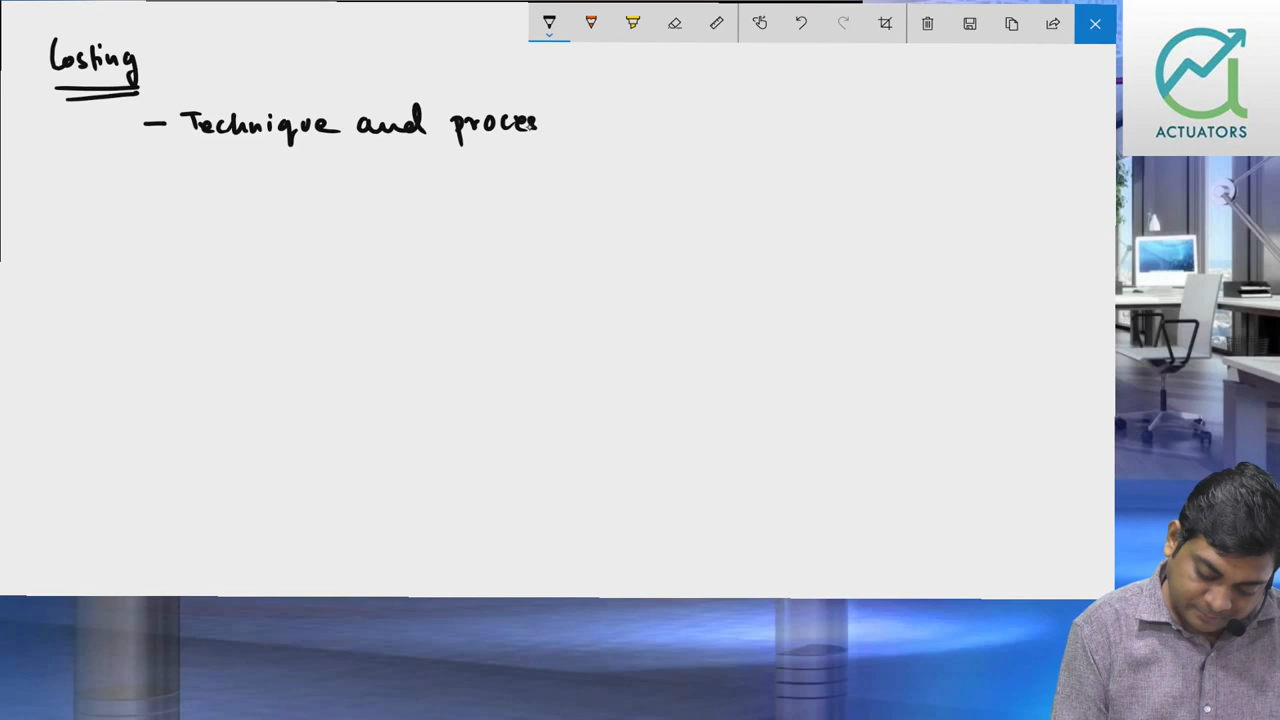 Costing
- Technique and proces
ACTUATORS